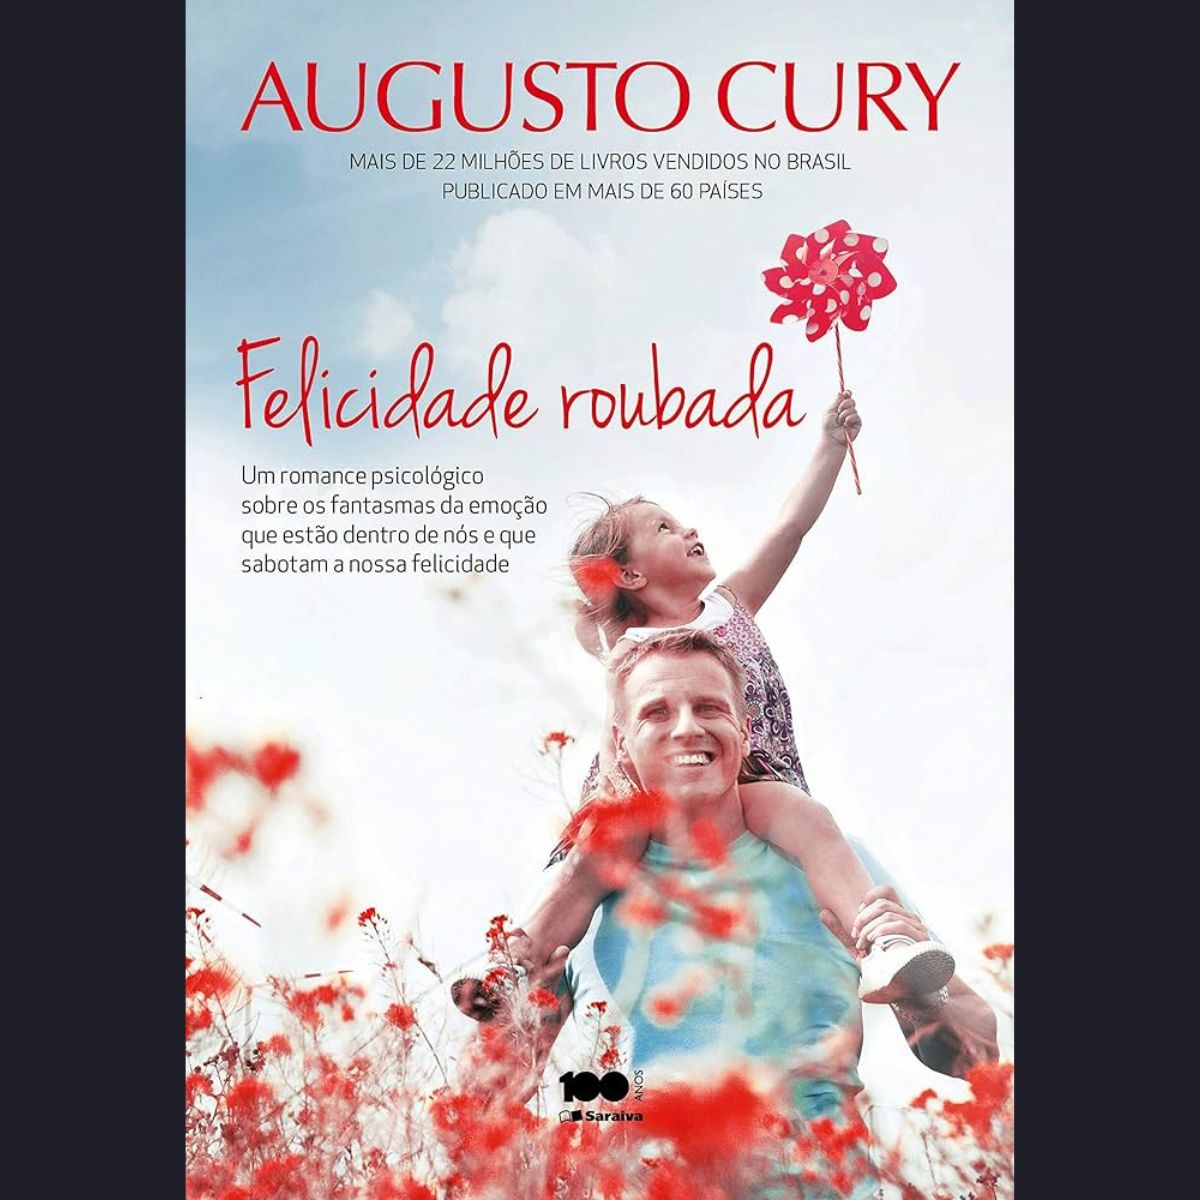 AUGUSTO CURY
MAIS DE 22 MILHÕES DE LIVROS VENDIDOS NO BRASIL
PUBLICADO EM MAIS DE 60 PAÍSES
Felicidade roubada
Um romance psicológico
sobre os fantasmas da emoção
que estão dentro de nós e que
sabotam a nossa felicidade
100 ANOS
Saraiva